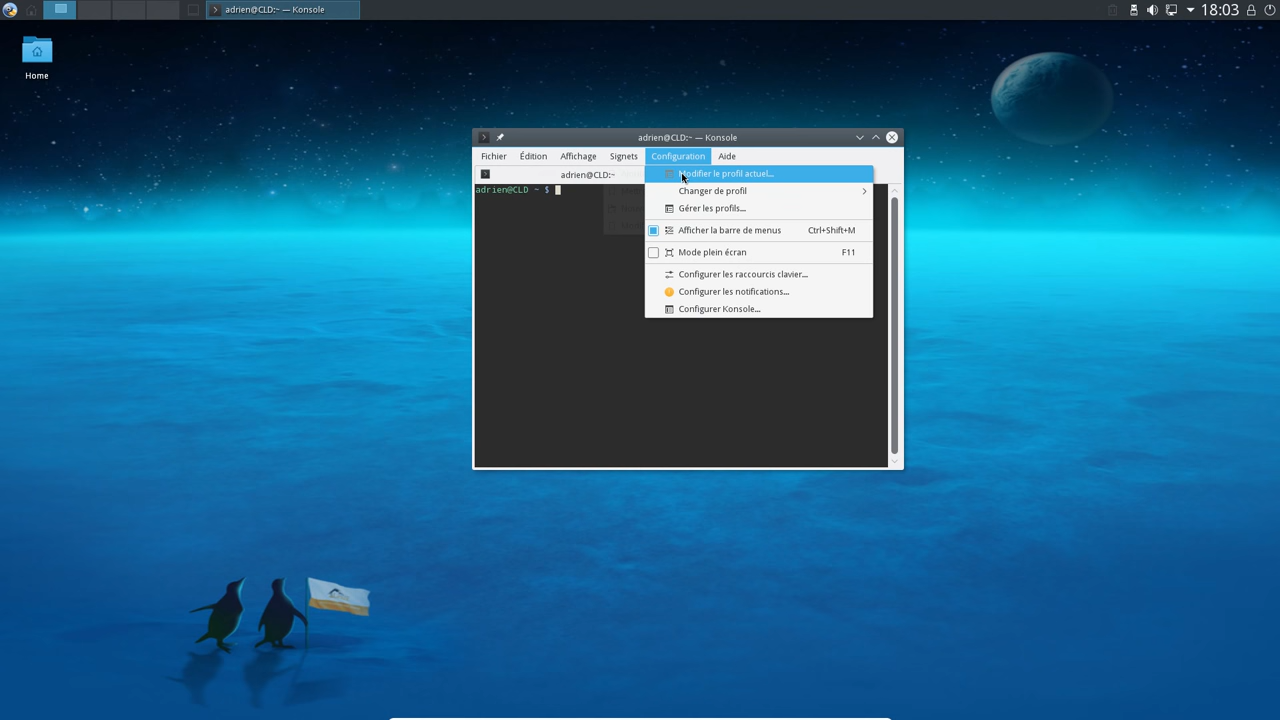 adrien@CLD:~ — Konsole
18:03
Home
adrien@CLD:~ — Konsole
Fichier Édition Affichage Signets Configuration Aide
adrien@CLD:~
adrien@CLD ~ $
Modifier le profil actuel...
Changer de profil
Gérer les profils...
Afficher la barre de menus Ctrl+Shift+M
Mode plein écran F11
Configurer les raccourcis clavier...
Configurer les notifications...
Configurer Konsole...